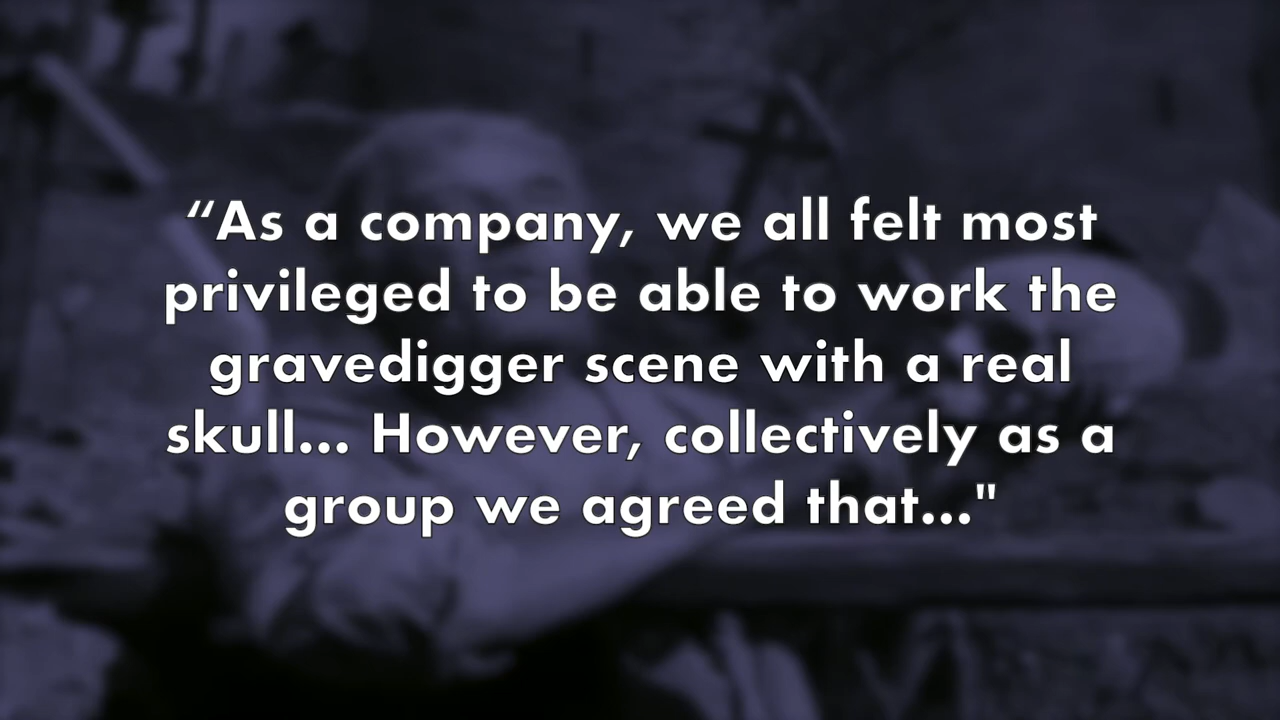 “As a company, we all felt most
privileged to be able to work the
gravedigger scene with a real
skull... However, collectively as a
group we agreed that..."